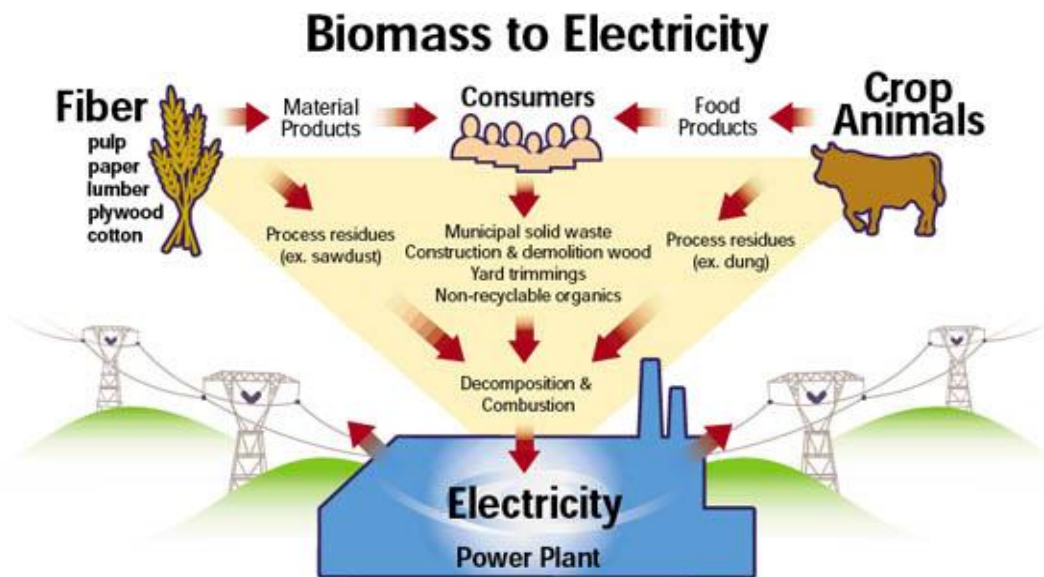 Biomass to Electricity
Fiber
pulp
paper
lumber
plywood
cotton
Material
Products
Consumers
Food
Products
Crop
Animals
Process residues
(ex. sawdust)
Municipal solid waste
Construction & demolition wood
Yard trimmings
Non-recyclable organics
Process residues
(ex. dung)
Decomposition &
Combustion
Electricity
Power Plant